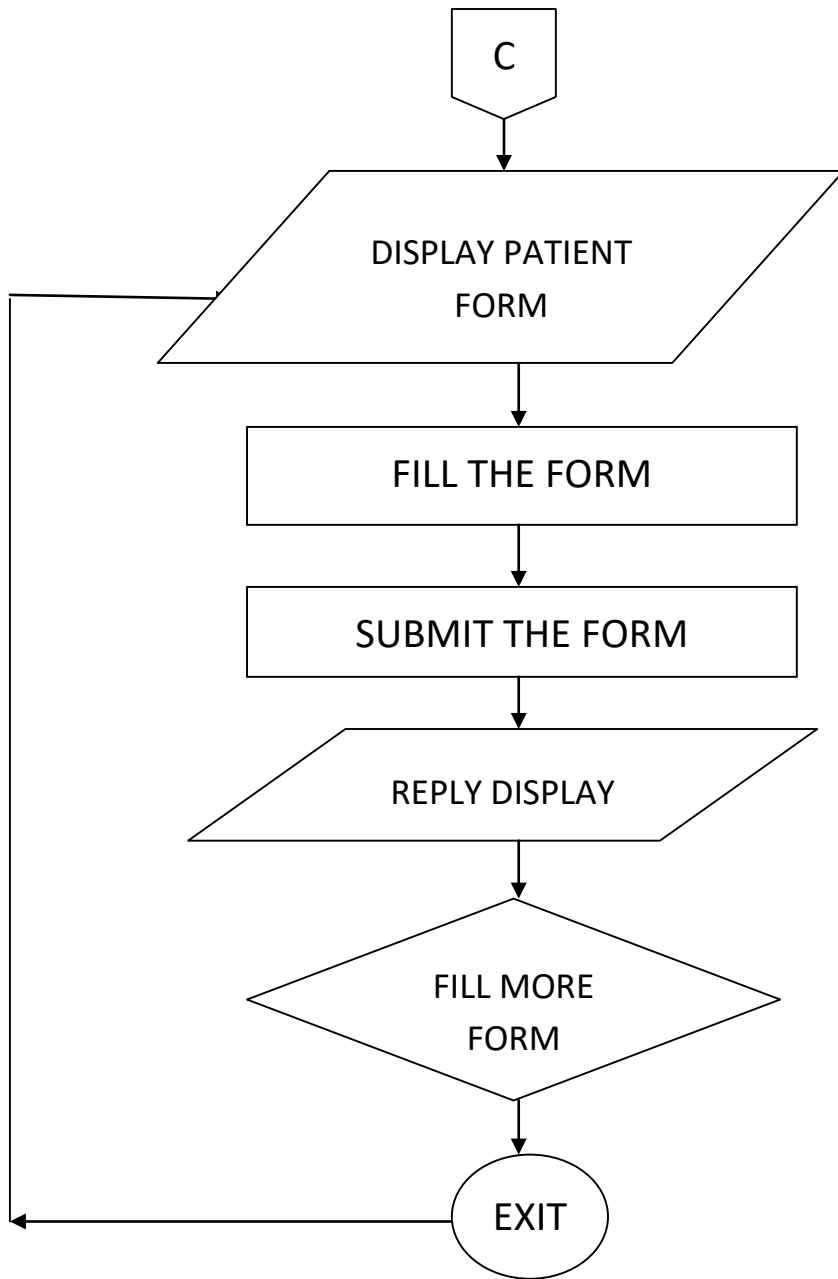 C
DISPLAY PATIENT
FORM
FILL THE FORM
SUBMIT THE FORM
REPLY DISPLAY
FILL MORE
FORM
EXIT